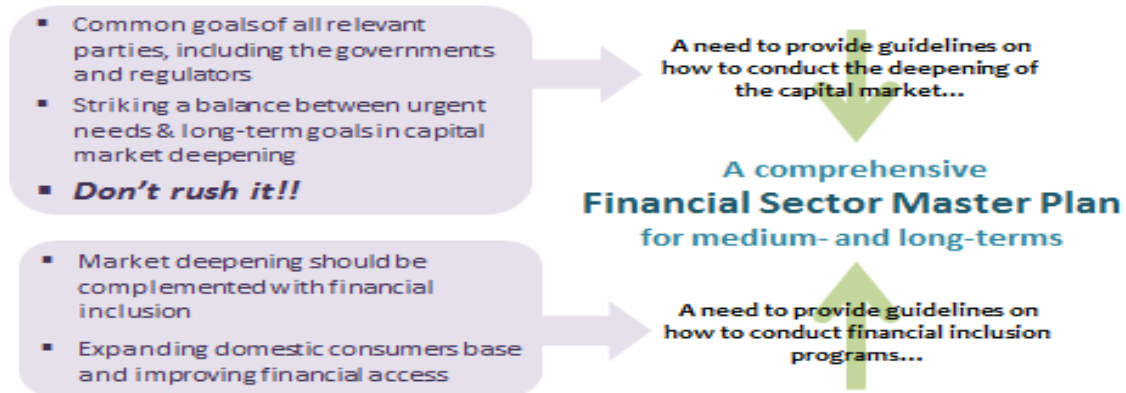 ▪ Common goals of all relevant
parties, including the governments
and regulators
▪ Striking a balance between urgent
needs & long-term goals in capital
market deepening
▪ Don't rush it!!
A need to provide guidelines on
how to conduct the deepening of
the capital market...
A comprehensive
Financial Sector Master Plan
for medium- and long-terms
▪ Market deepening should be
complemented with financial
inclusion
▪ Expanding domestic consumers base
and improving financial access
A need to provide guidelines on
how to conduct financial inclusion
programs...